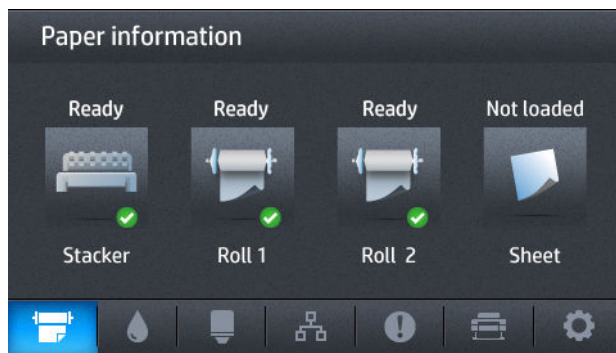 Paper information
Ready Ready Ready Not loaded
Stacker Roll 1 Roll 2 Sheet